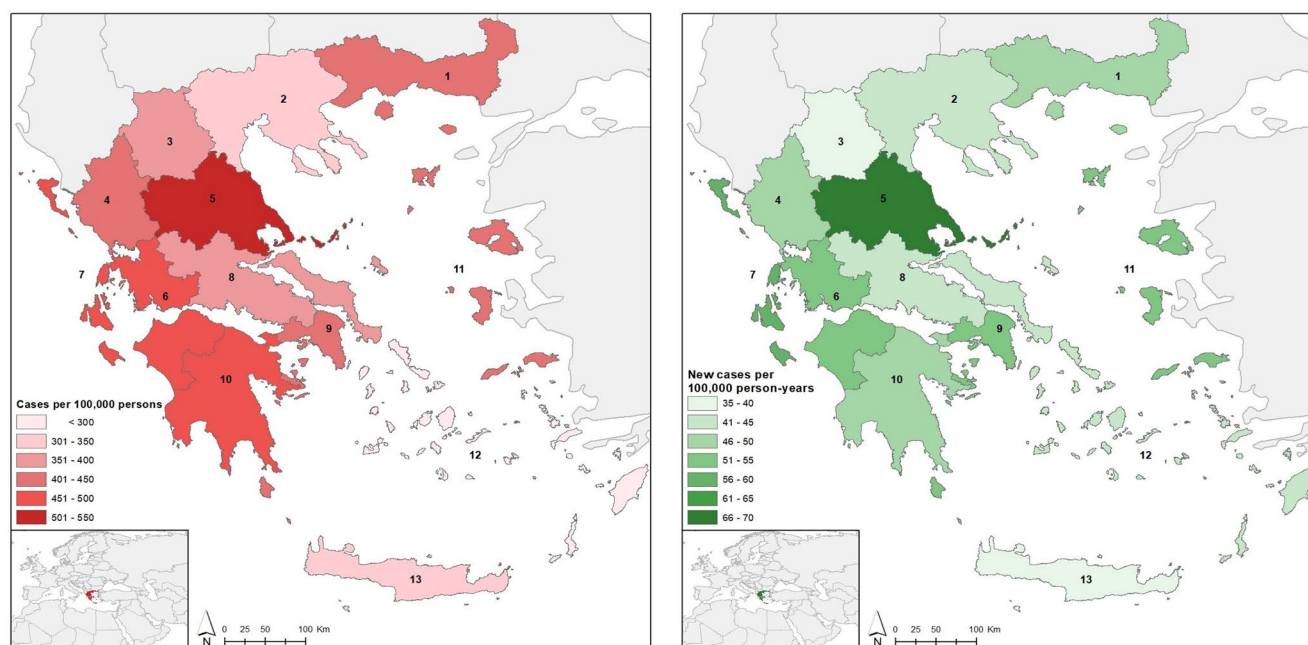 1
2
3
4
5
6
7
8
9
10
11
12
13
Cases per 100,000 persons
< 300
301 - 350
351 - 400
401 - 450
451 - 500
501 - 550
N
0 25 50 100 Km
1
2
3
4
5
6
7
8
9
10
11
12
13
New cases per
100,000 person-years
35 - 40
41 - 45
46 - 50
51 - 55
56 - 60
61 - 65
66 - 70
N
0 25 50 100 Km